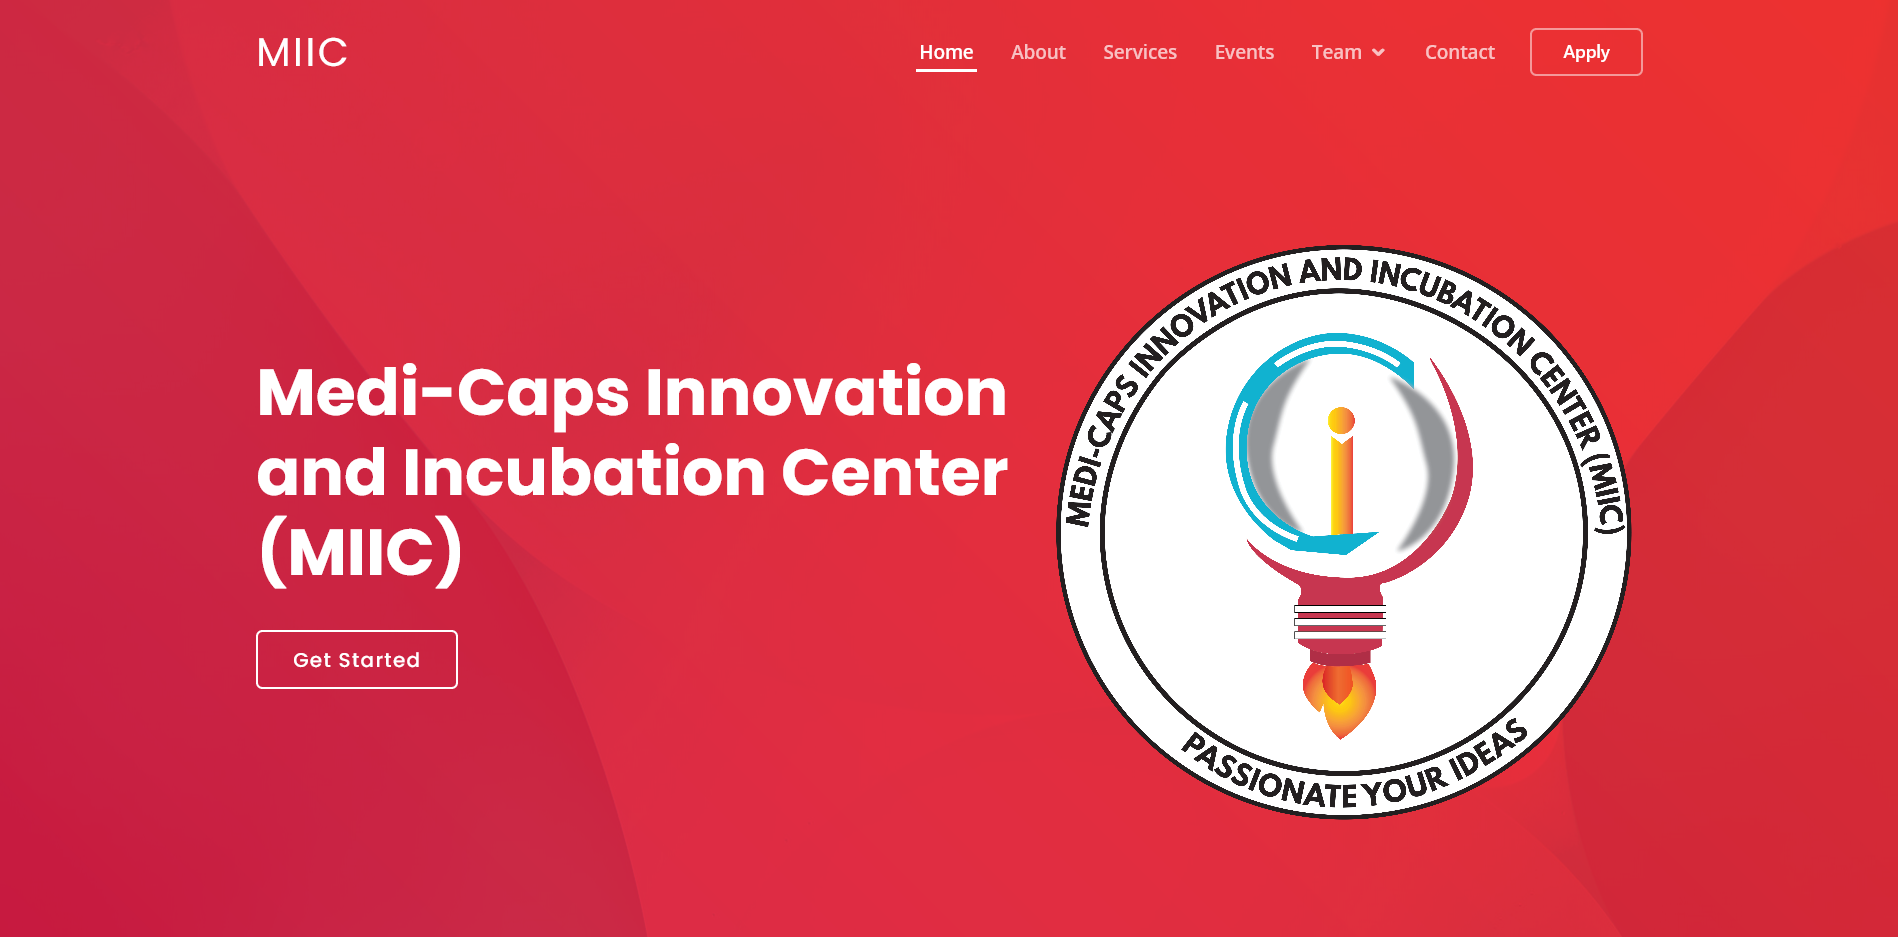 MIIC
Home About Services Events Team Contact Apply
Medi-Caps Innovation
and Incubation Center
(MIIC)
Get Started
MEDI-CAPS INNOVATION AND INCUBATION CENTER (MIIC)
PASSIONATE YOUR IDEAS